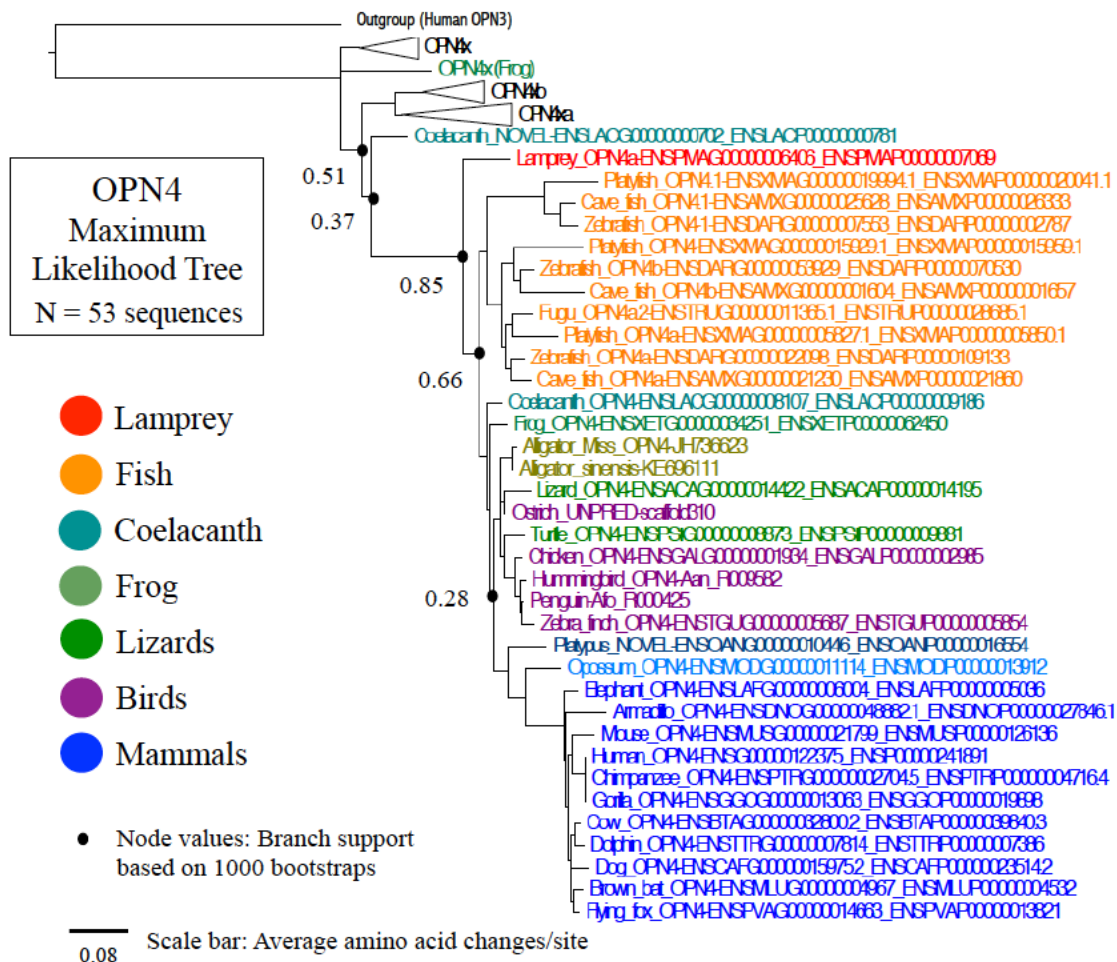 Outgroup (Human OPN3)
OPN4x
OPN4x(Frog)
OPN4xb
OPN4xa
Coelacanth_NOVEL-ENSLACG00000000702_ENSLACP00000000781
Lamprey_OPN4a-ENSPMAG00000006406_ENSPMAP00000007069
Platyfish_OPN4.1-ENSXMAG00000019994.1_ENSXMAP00000020041.1
Cave_fish_OPN4.1-ENSAMXG00000025628_ENSAMXP00000026333
Zebrafish_OPN4.1-ENSDARG00000007553_ENSDARP00000002787
Platyfish_OPN4-ENSXMAG00000015929.1_ENSXMAP00000015959.1
Zebrafish_OPN4b-ENSDARG00000053929_ENSDARP00000070530
Cave_fish_OPN4b-ENSAMXG00000001604_ENSAMXP00000001657
Fugu_OPN4a2-ENSTRUG00000011365.1_ENSTRUP00000028685.1
Platyfish_OPN4a-ENSXMAG00000005827.1_ENSXMAP00000005850.1
Zebrafish_OPN4a-ENSDARG00000022098_ENSDARP00000109133
Cave_fish_OPN4a-ENSAMXG00000021230_ENSAMXP00000021860
Coelacanth_OPN4-ENSLACG00000008107_ENSLACP00000009186
Frog_OPN4-ENSXETG00000034251_ENSXETP00000062450
Alligator_Miss_OPN4-JH736623
Alligator_sinensis-KE696111
Lizard_OPN4-ENSACAG00000014422_ENSACAP00000014195
Ostrich_UNPRED-scaffold310
Turtle_OPN4-ENSPSIG00000008873_ENSPSIP00000009881
Chicken_OPN4-ENSGALG00000001934_ENSGALP00000002985
Hummingbird_OPN4-Aan_R009582
Penguin-Afo_R000425
Zebra_finch_OPN4-ENSTGUG00000005687_ENSTGUP00000005854
Platypus_NOVEL-ENSOANG00000010446_ENSOANP00000016554
Opossum_OPN4-ENSMODG00000011114_ENSMODP00000013912
Elephant_OPN4-ENSLAFG00000006004_ENSLAFP00000005036
Armadillo_OPN4-ENSDNOG00000048882.1_ENSDNOP00000027846.1
Mouse_OPN4-ENSMUSG00000021799_ENSMUSP00000126136
Human_OPN4-ENSG00000122375_ENSP00000241891
Chimpanzee_OPN4-ENSPTRG00000002704.5_ENSPTRP00000004716.4
Gorilla_OPN4-ENSGGOG00000013063_ENSGGOP00000019898
Cow_OPN4-ENSBTAG00000032800.2_ENSBTAP00000039840.3
Dolphin_OPN4-ENSTTRG00000007814_ENSTTRP00000007386
Dog_OPN4-ENSCAFG00000015975.2_ENSCAFP00000023514.2
Brown_bat_OPN4-ENSMLUG00000004967_ENSMLUP00000004532
Flying_fox_OPN4-ENSPVAG00000014663_ENSPVAP00000013821
0.51
0.37
0.85
0.66
0.28
OPN4
Maximum
Likelihood Tree
N = 53 sequences
Lamprey
Fish
Coelacanth
Frog
Lizards
Birds
Mammals
Node values: Branch support
based on 1000 bootstraps
Scale bar: Average amino acid changes/site
0.08